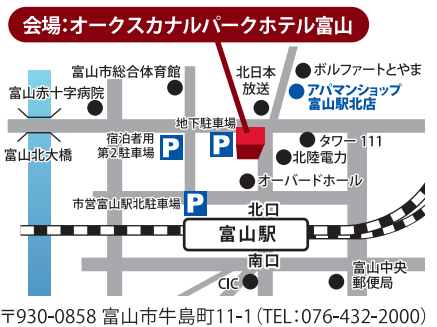 会場:オークスカナルパークホテル富山
富山市総合体育館
北日本
放送
ボルファートとやま
アパマンショップ
富山駅北店
富山赤十字病院
地下駐車場
宿泊者用
第2駐車場
P
P
タワー111
北陸電力
富山北大橋
オーバードホール
市営富山駅北駐車場
P
北口
富山駅
南口
CIC
富山中央
郵便局
〒930-0858 富山市牛島町11-1(TEL:076-432-2000)